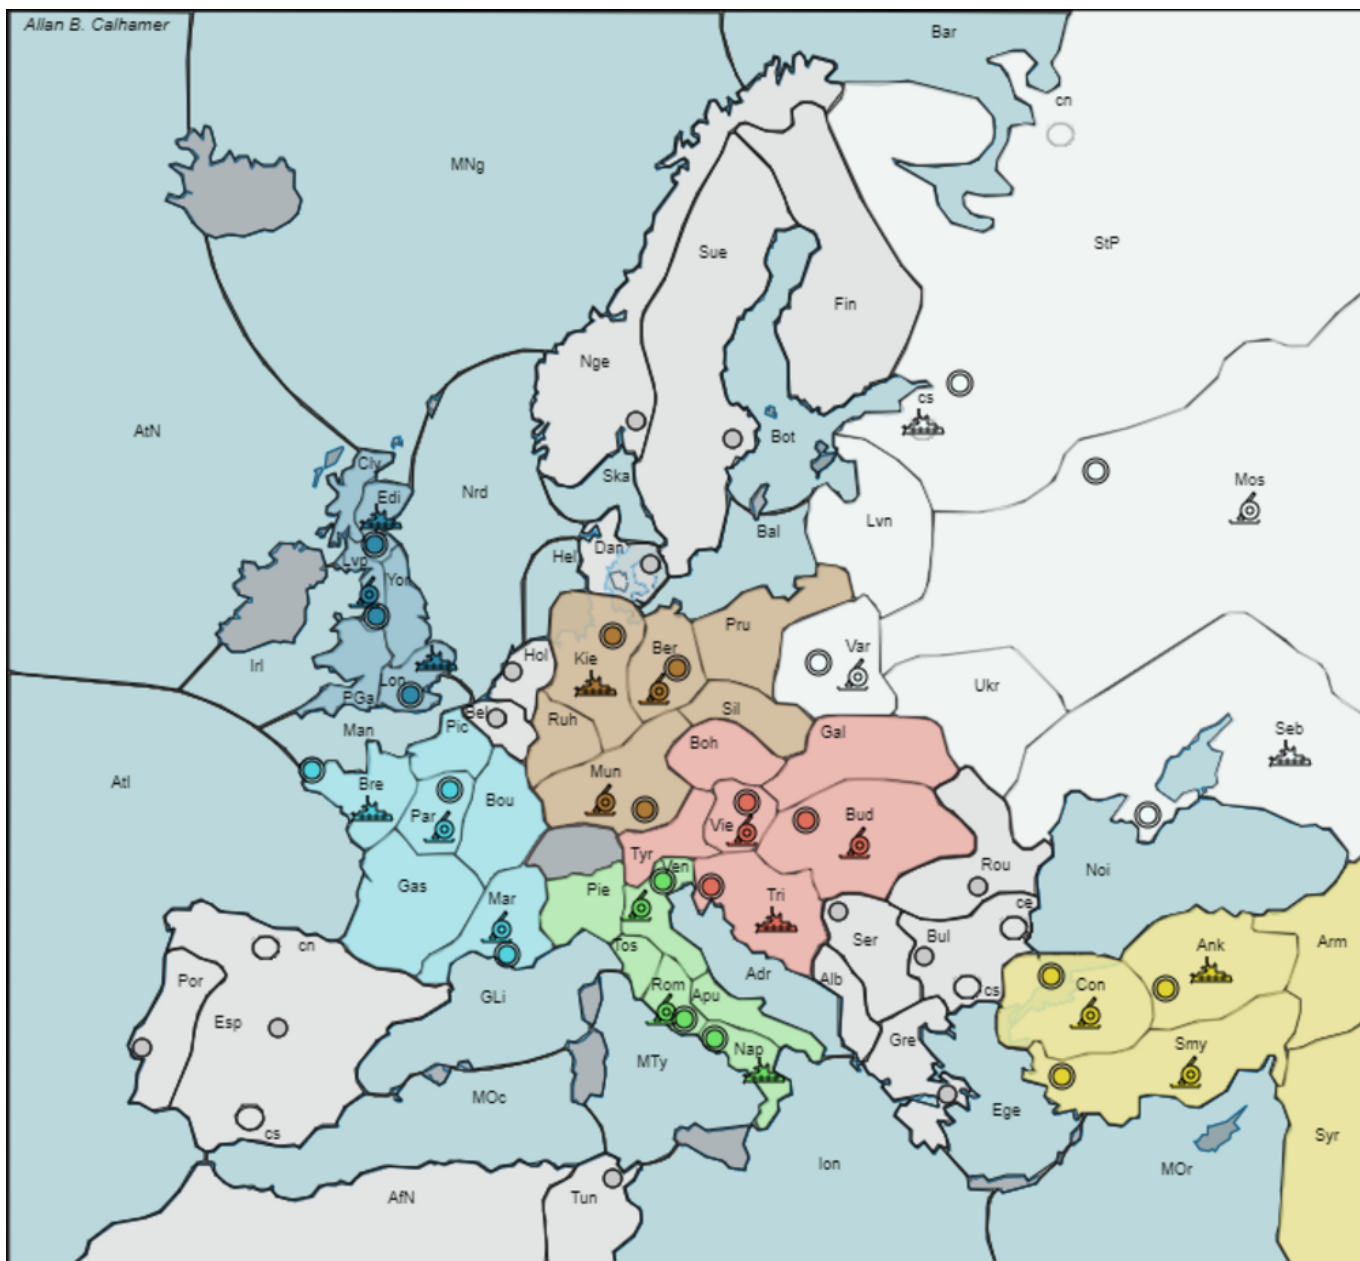 Allan B. Calhamer
Bar
cn
MNg
StP
Sue
Fin
Nge
cs
AtN
Bot
Cly
Ska
Mos
Edi
Nrd
Lvn
Bal
Hel
Dan
Lvp
Yor
Pru
Hol
Kie
Ber
Var
Irl
Lon
Ukr
PGa
Sil
Bel
Ruh
Man
Pic
Boh
Gal
Seb
Mun
Atl
Bre
Bou
Par
Vie
Bud
Tyr
Ven
Rou
Noi
Gas
Pie
Mar
Tri
ce
cn
Tos
Ser
Bul
Ank
Arm
Por
Adr
Alb
Rom
Con
GLi
cs
Apu
Esp
Gre
Smy
MTy
Nap
MOc
Ege
cs
Syr
Ion
MOr
AfN
Tun